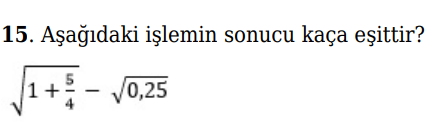 15. Aşağıdaki işlemin sonucu kaça eşittir?
√(1 + 5/4) − √0,25